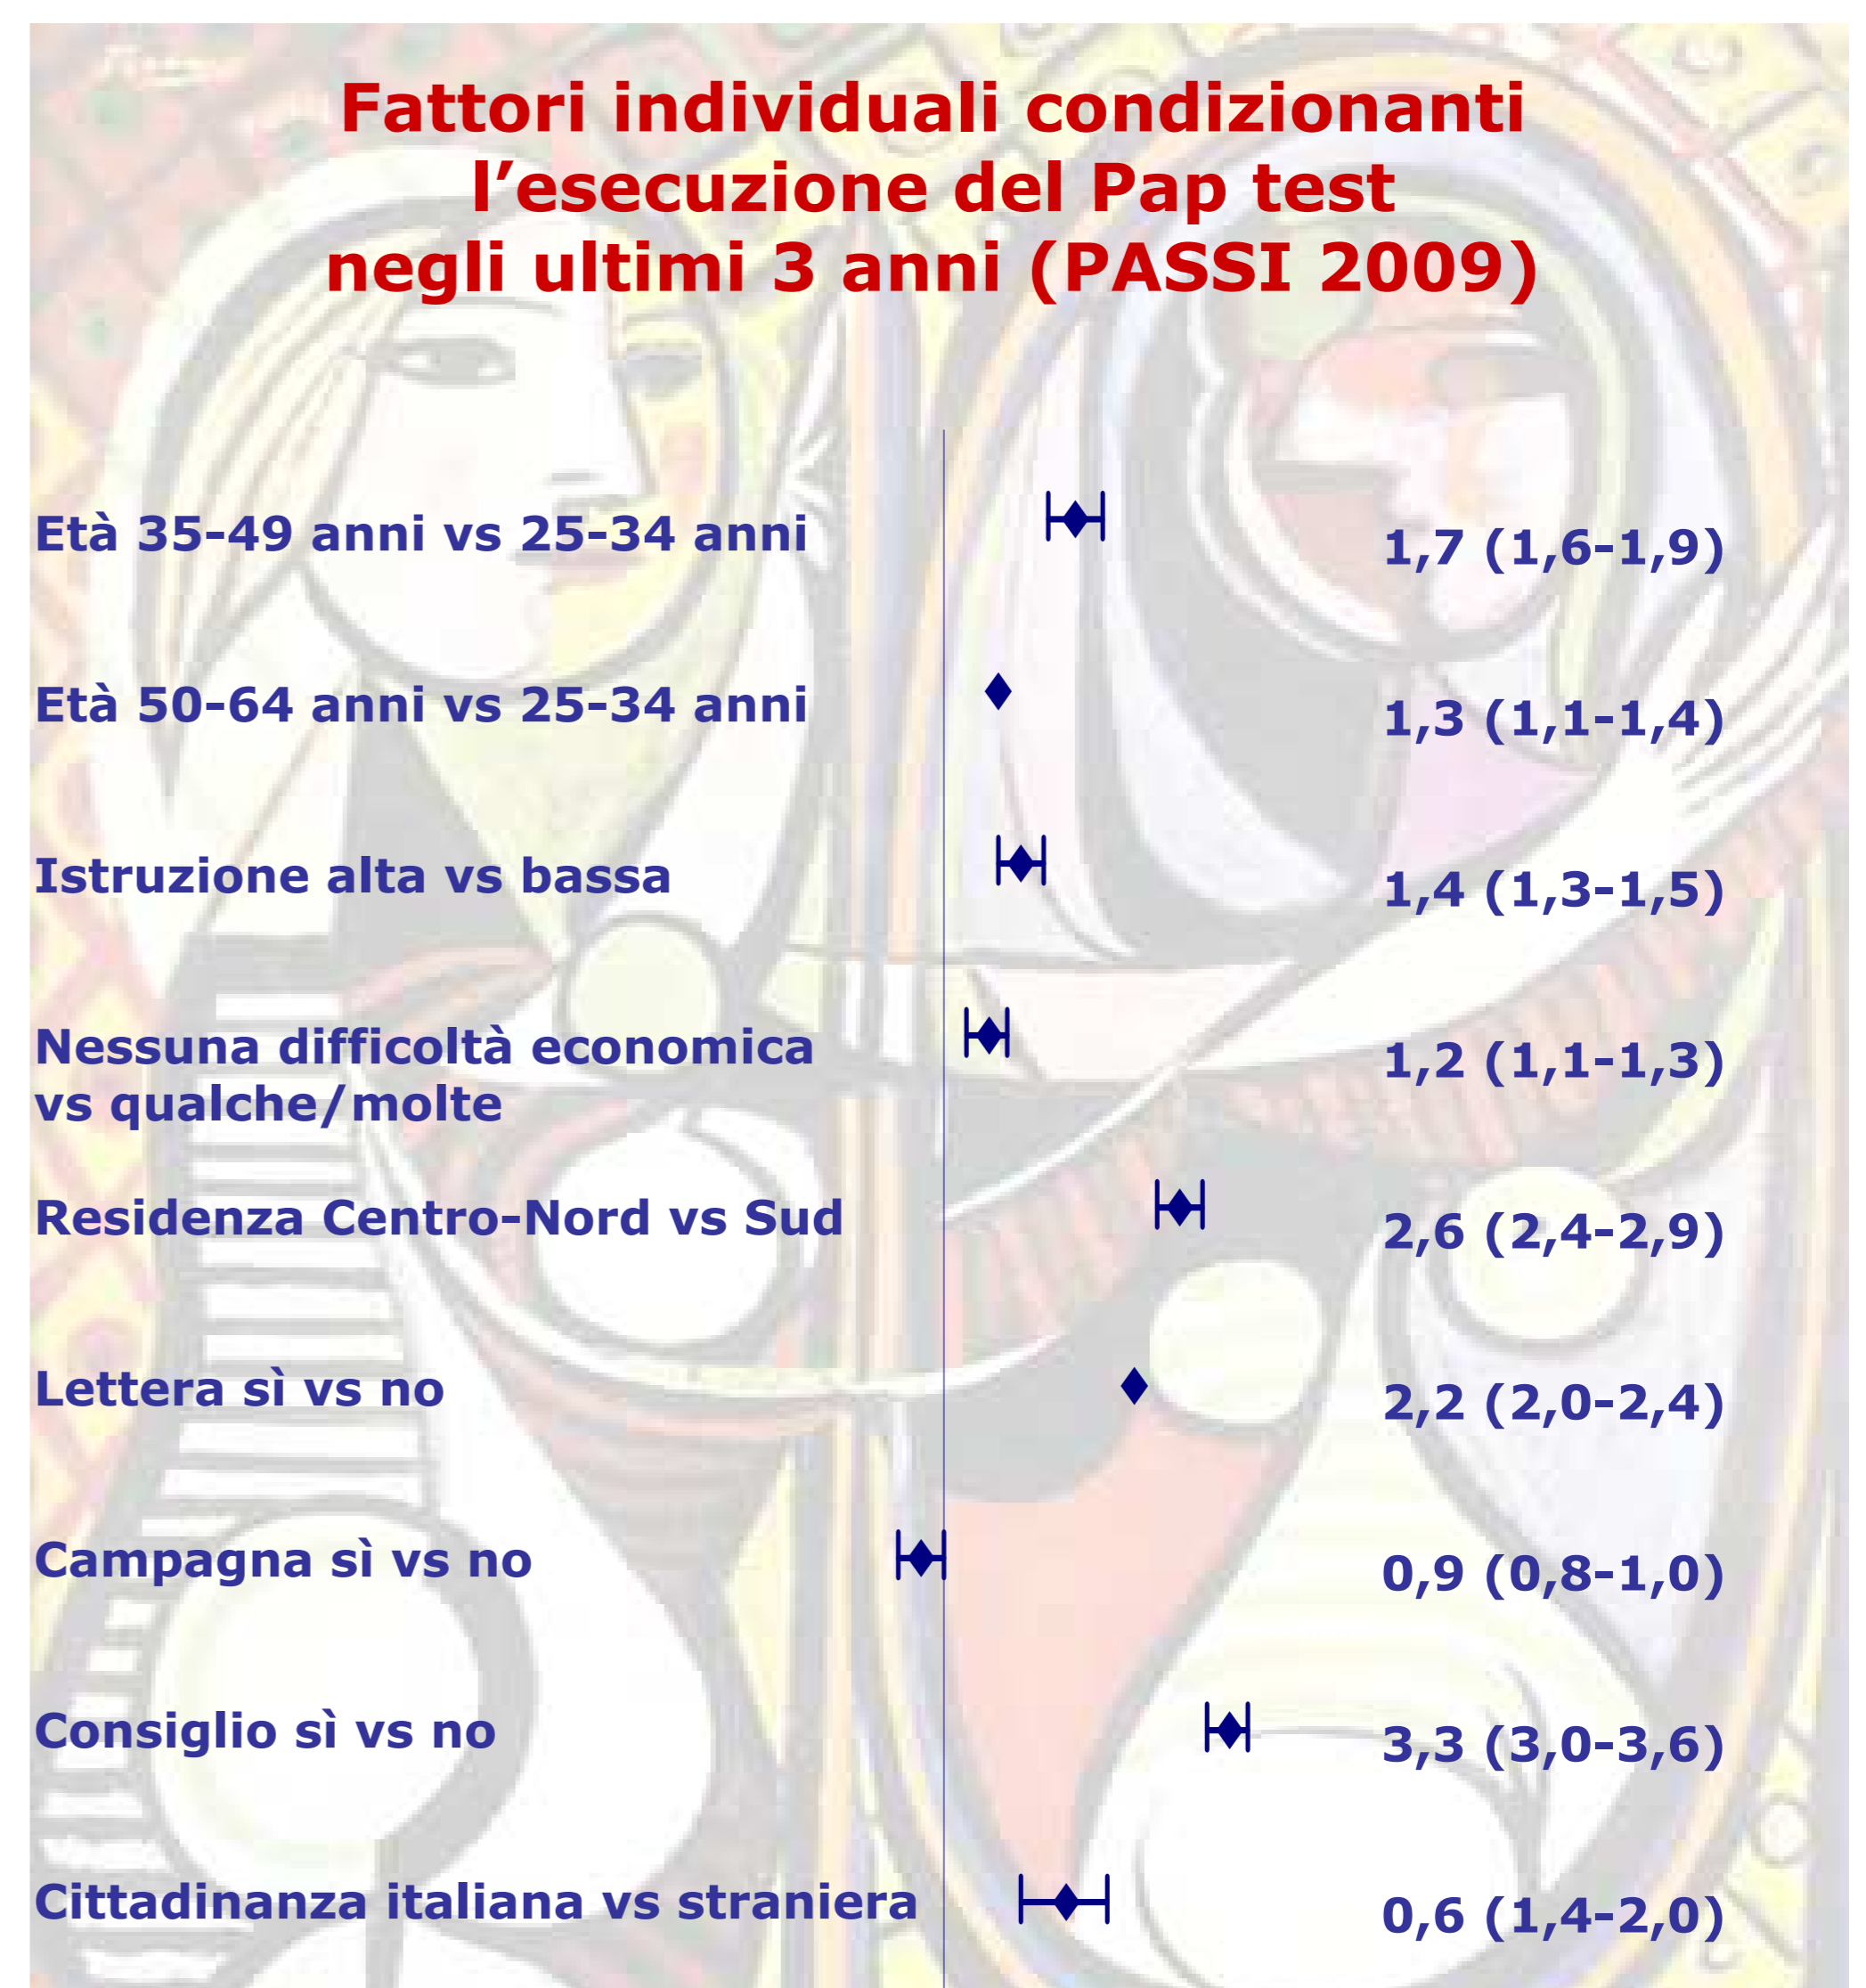 Fattori individuali condizionanti
l’esecuzione del Pap test
negli ultimi 3 anni (PASSI 2009)
Età 35-49 anni vs 25-34 anni 1,7 (1,6-1,9)
Età 50-64 anni vs 25-34 anni 1,3 (1,1-1,4)
Istruzione alta vs bassa 1,4 (1,3-1,5)
Nessuna difficoltà economica 1,2 (1,1-1,3)
vs qualche/molte
Residenza Centro-Nord vs Sud 2,6 (2,4-2,9)
Lettera sì vs no 2,2 (2,0-2,4)
Campagna sì vs no 0,9 (0,8-1,0)
Consiglio sì vs no 3,3 (3,0-3,6)
Cittadinanza italiana vs straniera 0,6 (1,4-2,0)